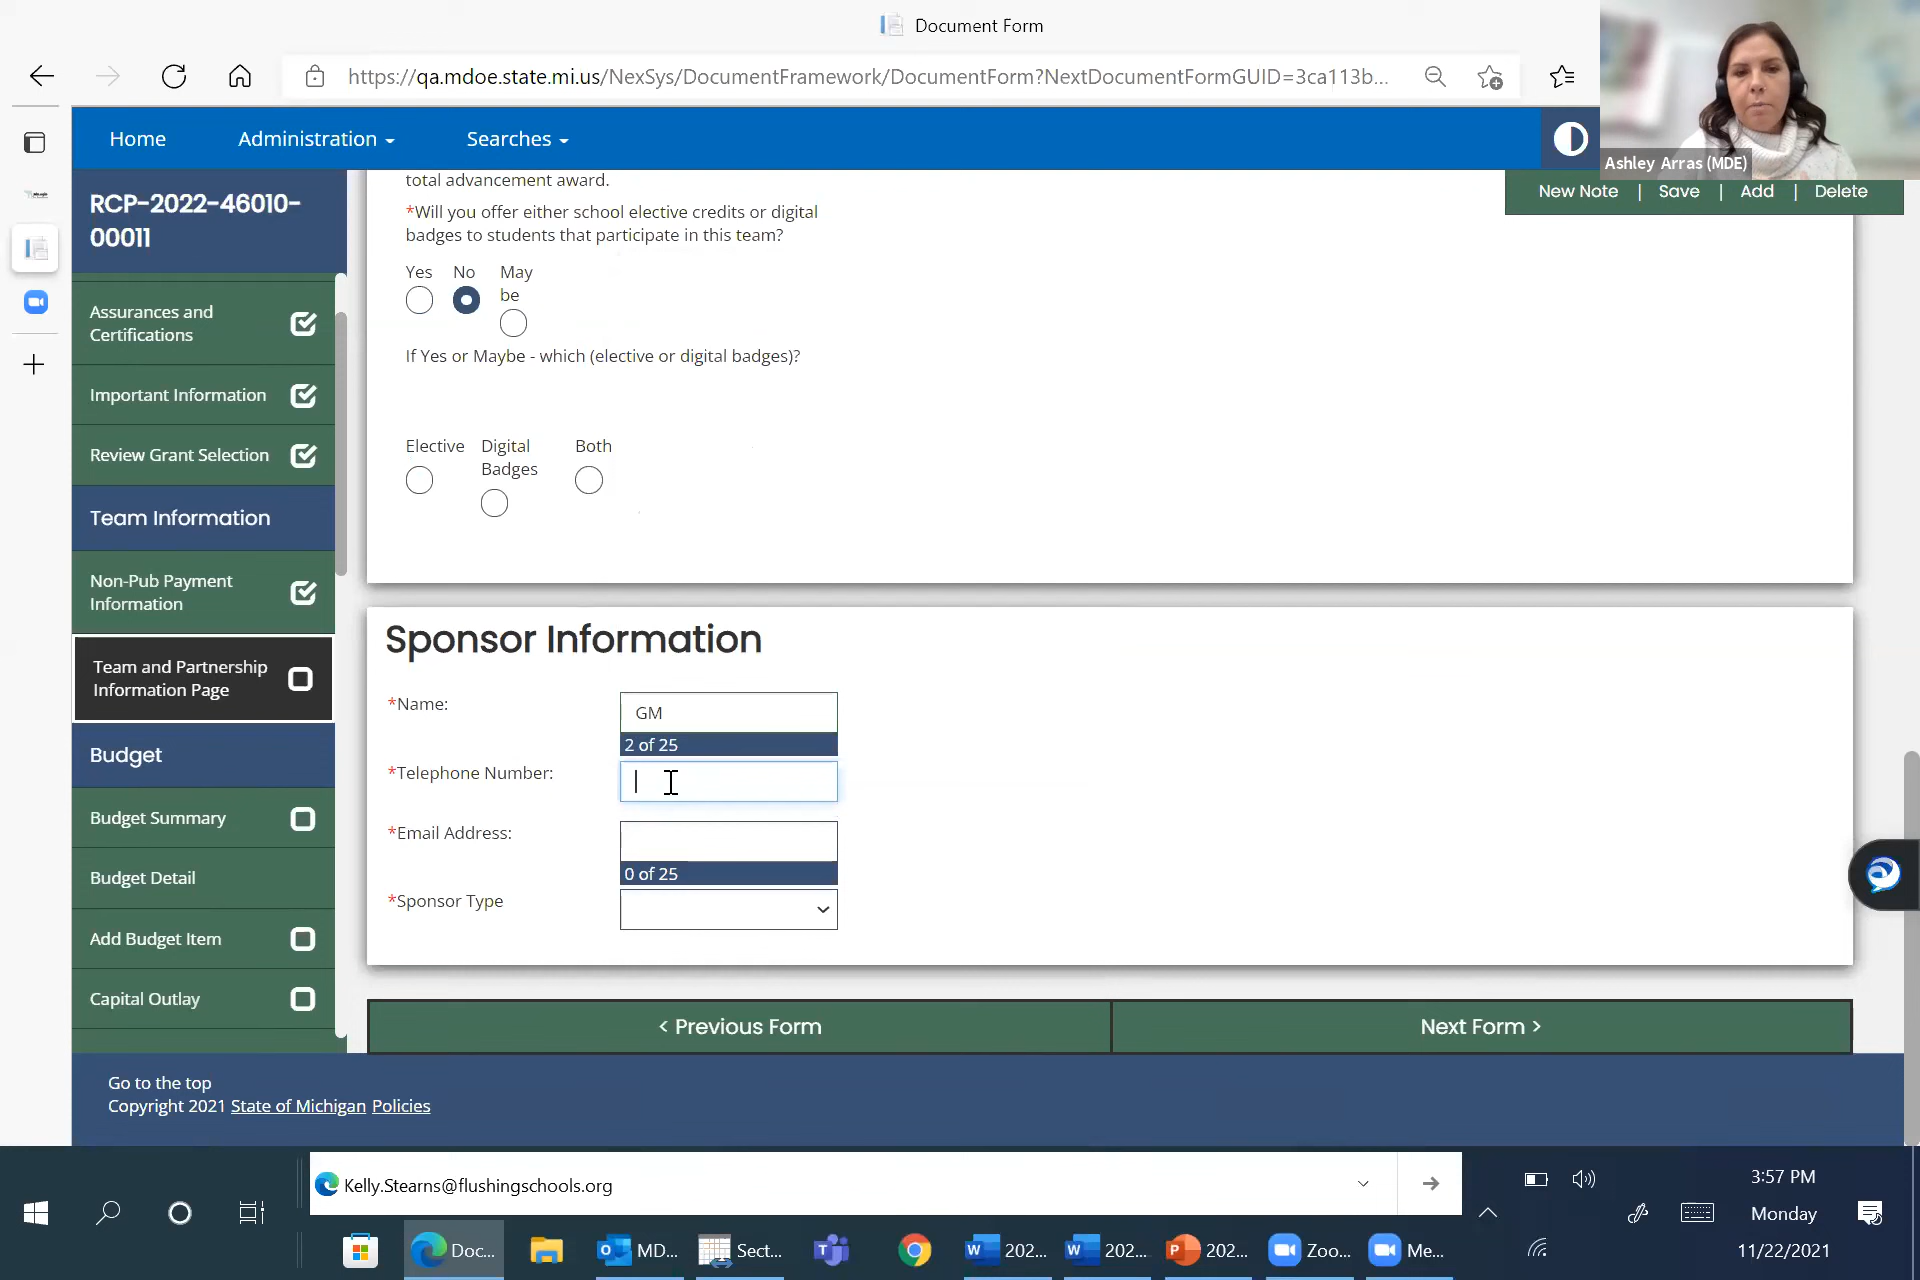 Document Form
https://qa.mdoe.state.mi.us/NexSys/DocumentFramework/DocumentForm?NextDocumentFormGUID=3ca113b...
Ashley Arras (MDE)
Home
Administration
Searches
New Note | Save | Add | Delete
RCP-2022-46010-
00011
Assurances and
Certifications
Important Information
Review Grant Selection
Team Information
Non-Pub Payment
Information
Team and Partnership
Information Page
Budget
Budget Summary
Budget Detail
Add Budget Item
Capital Outlay
total advancement award.
*Will you offer either school elective credits or digital
badges to students that participate in this team?
Yes No May
be
If Yes or Maybe - which (elective or digital badges)?
Elective Digital Both
Badges
Sponsor Information
*Name:
GM
2 of 25
*Telephone Number:
*Email Address:
0 of 25
*Sponsor Type
< Previous Form
Next Form >
Go to the top
Copyright 2021 State of Michigan Policies
Kelly.Stearns@flushingschools.org
3:57 PM
Monday
11/22/2021
Doc...
MD...
Sect...
202...
202...
202...
Zoo...
Me...